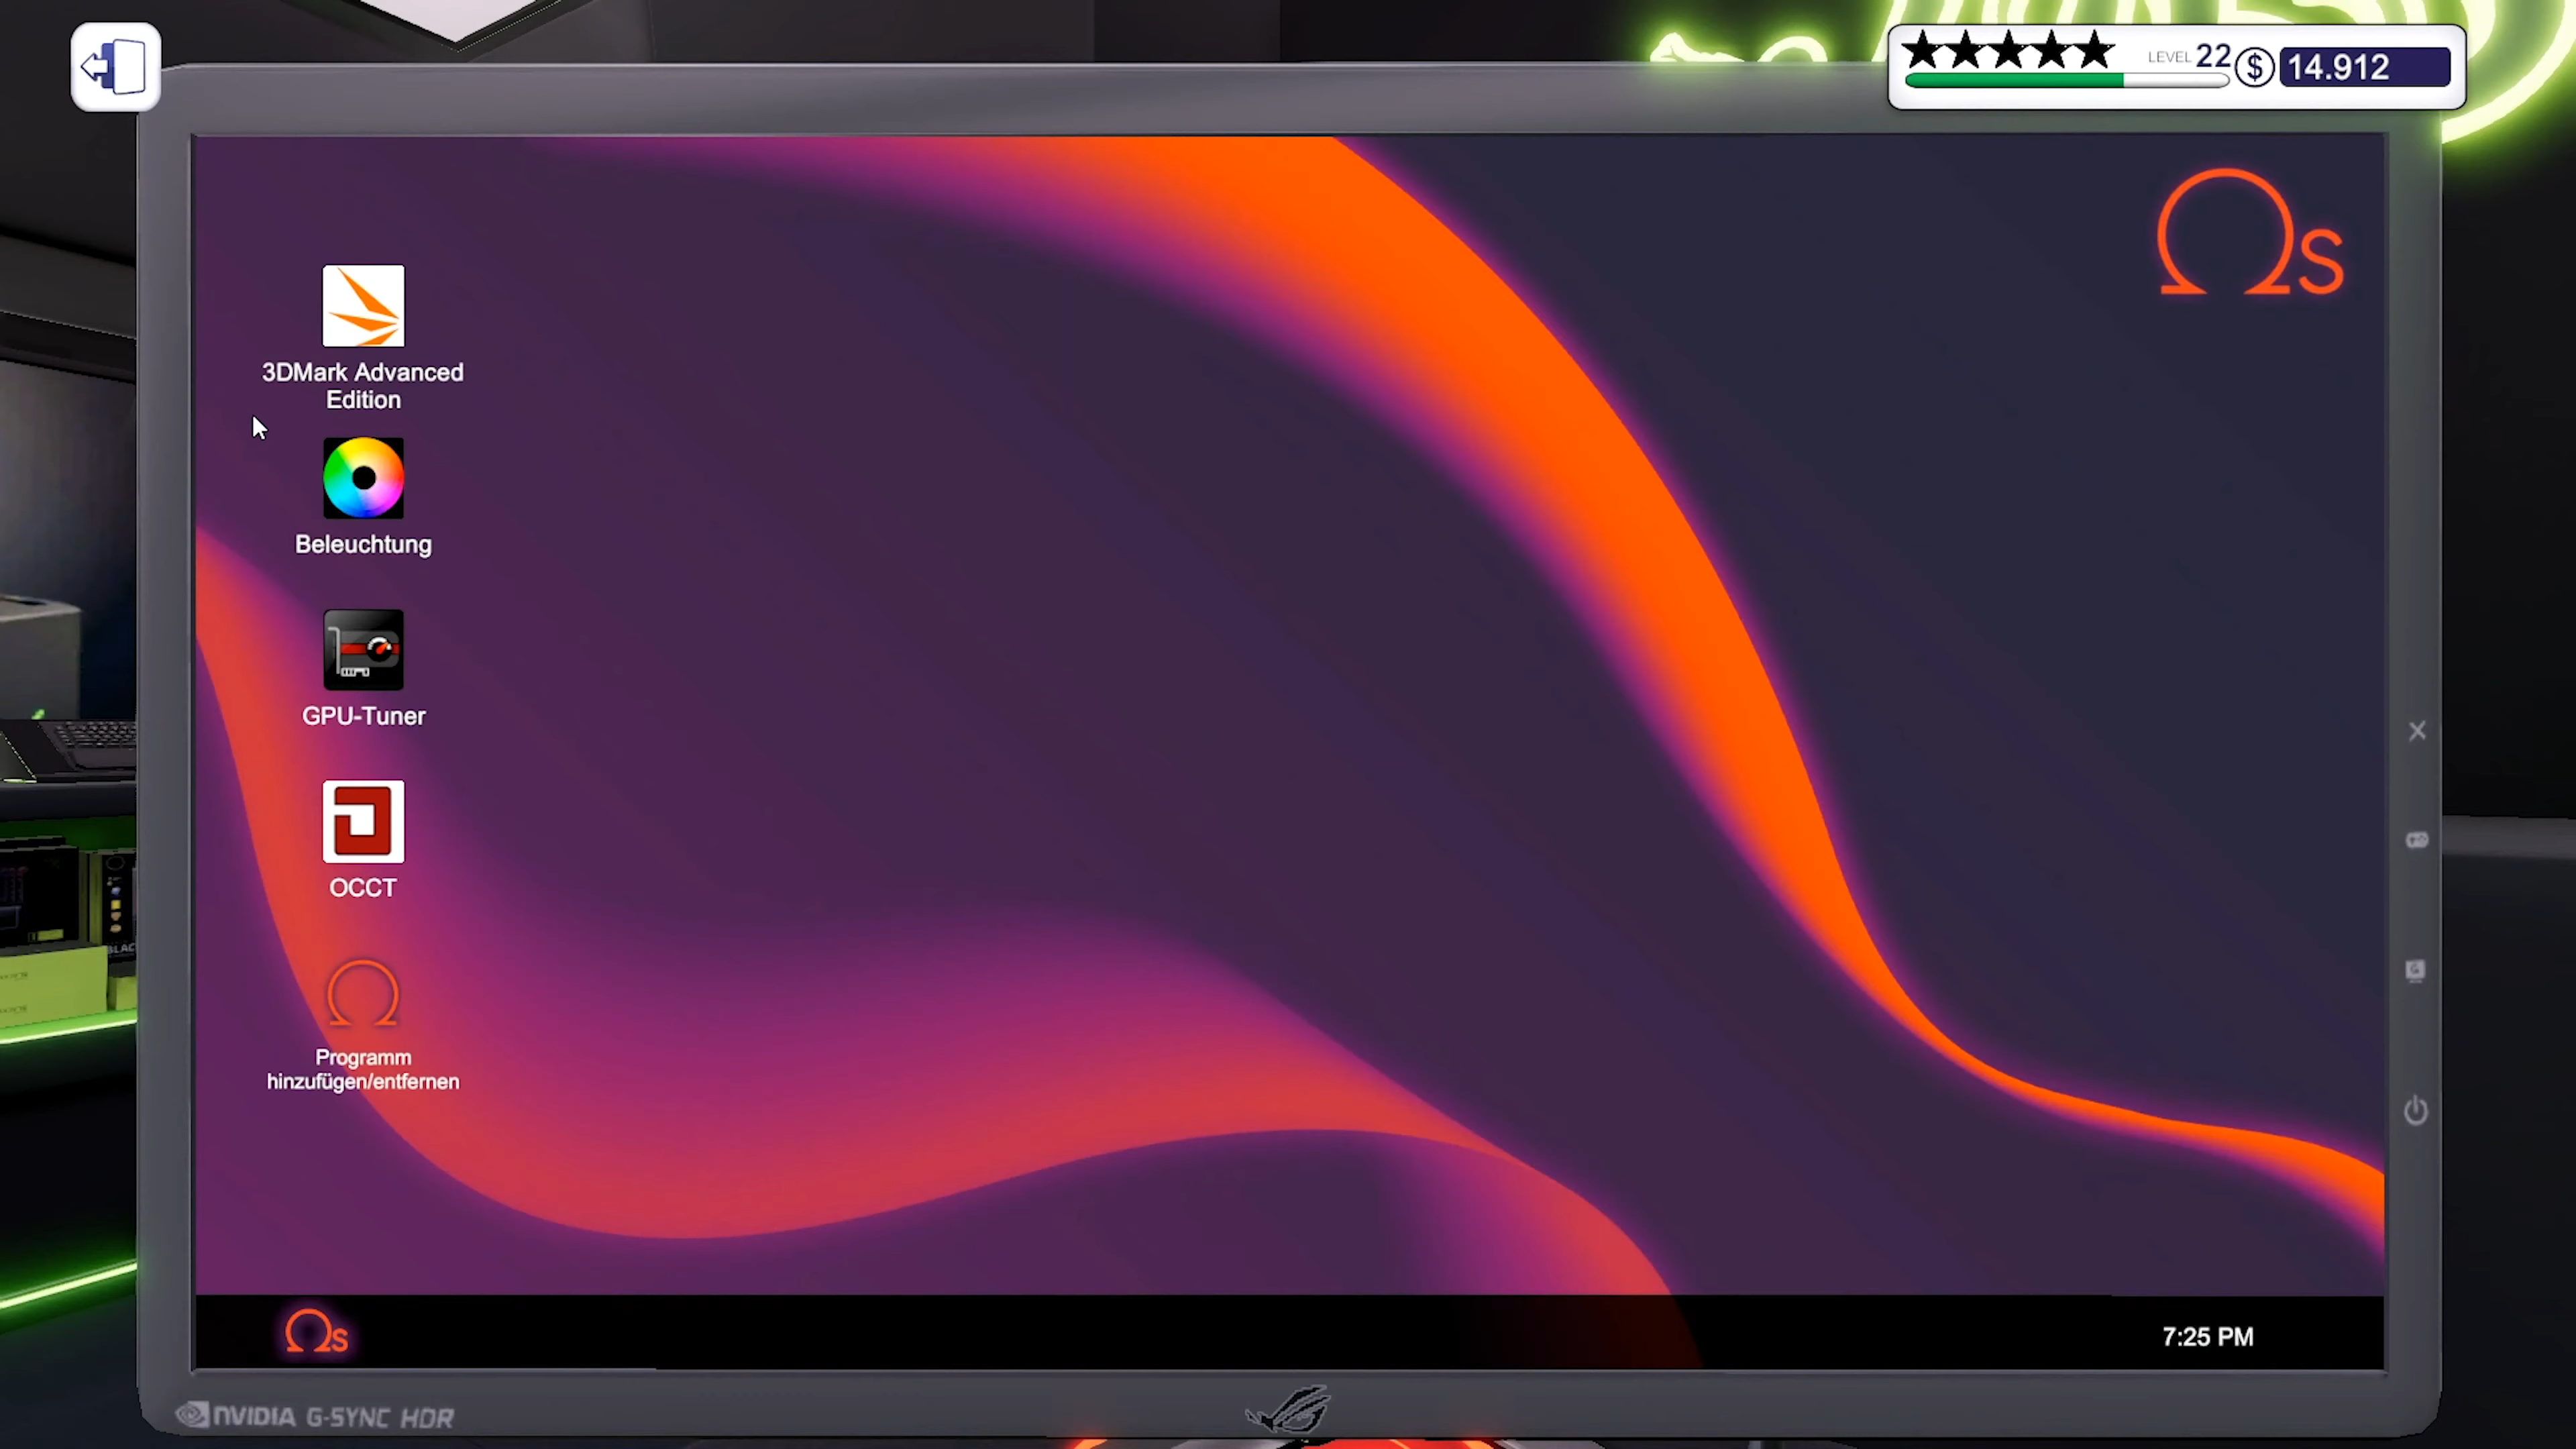 LEVEL 22 $ 14.912
Ωs
3DMark Advanced
Edition
Beleuchtung
GPU-Tuner
OCCT
Programm
hinzufügen/entfernen
Ωs
7:25 PM
NVIDIA G-SYNC HDR